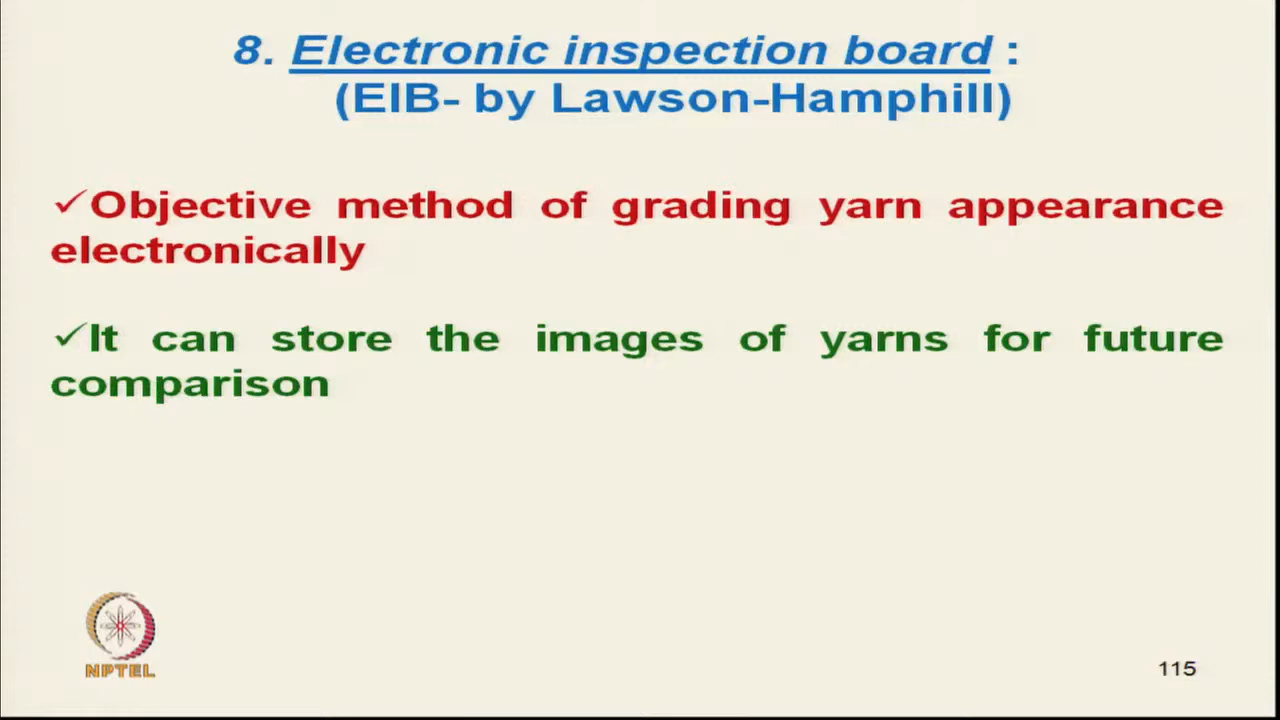 8. Electronic inspection board :
(EIB- by Lawson-Hamphill)
✓Objective method of grading yarn appearance
electronically
✓It can store the images of yarns for future
comparison
NPTEL
115